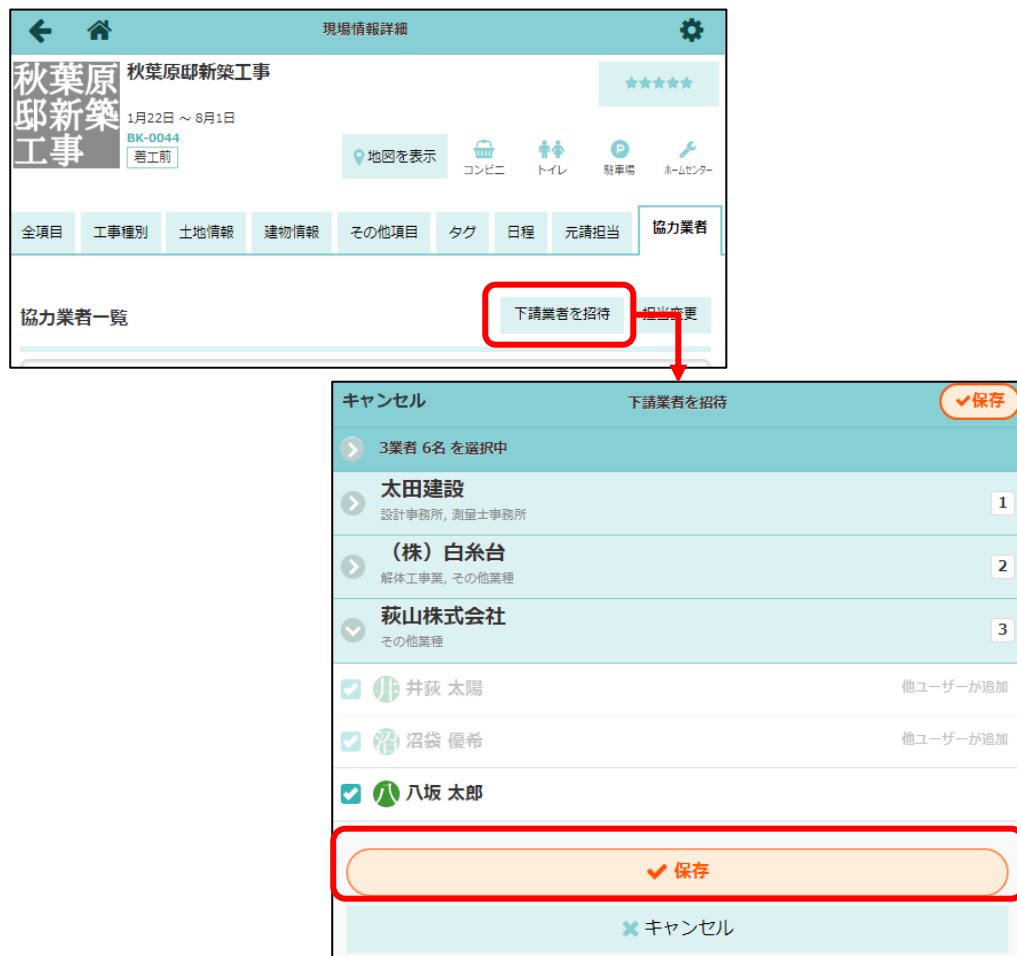 現場情報詳細
秋葉原
邸新築
工事
秋葉原邸新築工事
★★★★★
1月22日 ~ 8月1日
BK-0044
着工前
地図を表示
コンビニ
トイレ
P
駐車場
ホームセンター
全項目
工事種別
土地情報
建物情報
その他項目
タグ
日程
元請担当
協力業者
協力業者一覧
下請業者を招待
担当変更
キャンセル
下請業者を招待
保存
3業者 6名 を選択中
太田建設
設計事務所, 測量士事務所
1
（株）白糸台
解体工事業, その他業種
2
萩山株式会社
その他業種
3
井
井荻 太陽
他ユーザーが追加
沼
沼袋 優希
他ユーザーが追加
八
八坂 太郎
保存
キャンセル